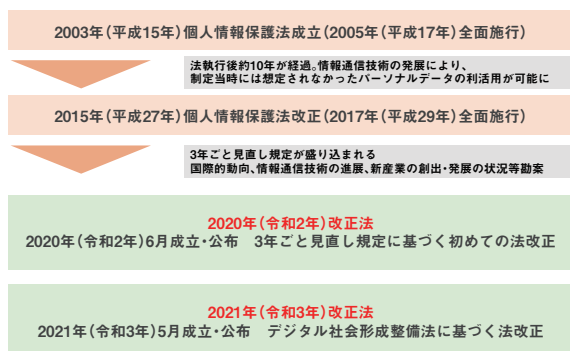 2003年(平成15年)個人情報保護法成立(2005年(平成17年)全面施行)
法執行後約10年が経過。情報通信技術の発展により、
制定当時には想定されなかったパーソナルデータの利活用が可能に
2015年(平成27年)個人情報保護法改正(2017年(平成29年)全面施行)
3年ごと見直し規定が盛り込まれる
国際的動向、情報通信技術の進展、新産業の創出・発展の状況等勘案
2020年(令和2年)改正法
2020年(令和2年)6月成立・公布　3年ごと見直し規定に基づく初めての法改正
2021年(令和3年)改正法
2021年(令和3年)5月成立・公布　デジタル社会形成整備法に基づく法改正